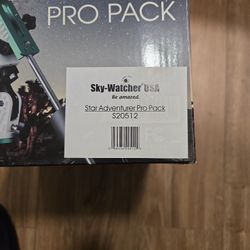 PRO PACK
Sky-Watcher USA
Be amazed.
Star Adventurer Pro Pack
S20512